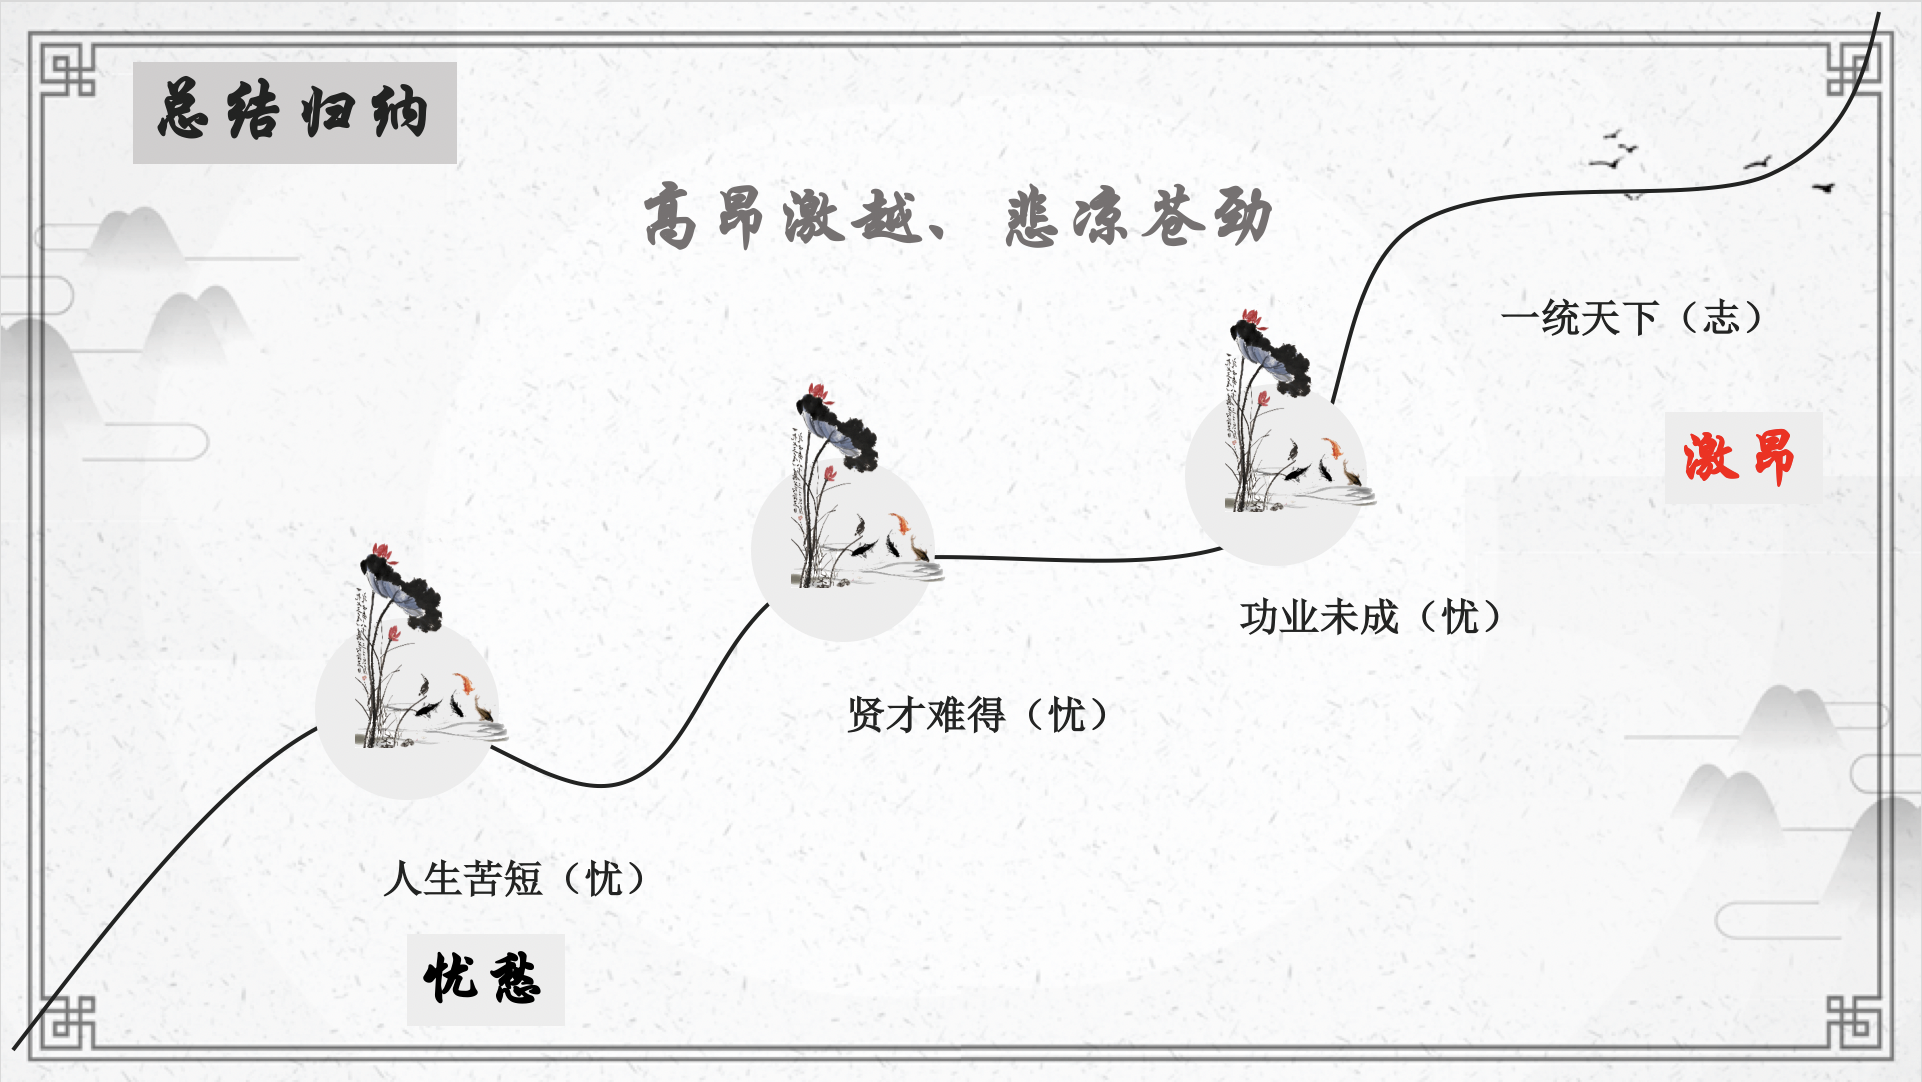 总结归纳
高昂激越、悲凉苍劲
一统天下（志）
激昂
功业未成（忧）
贤才难得（忧）
人生苦短（忧）
忧愁